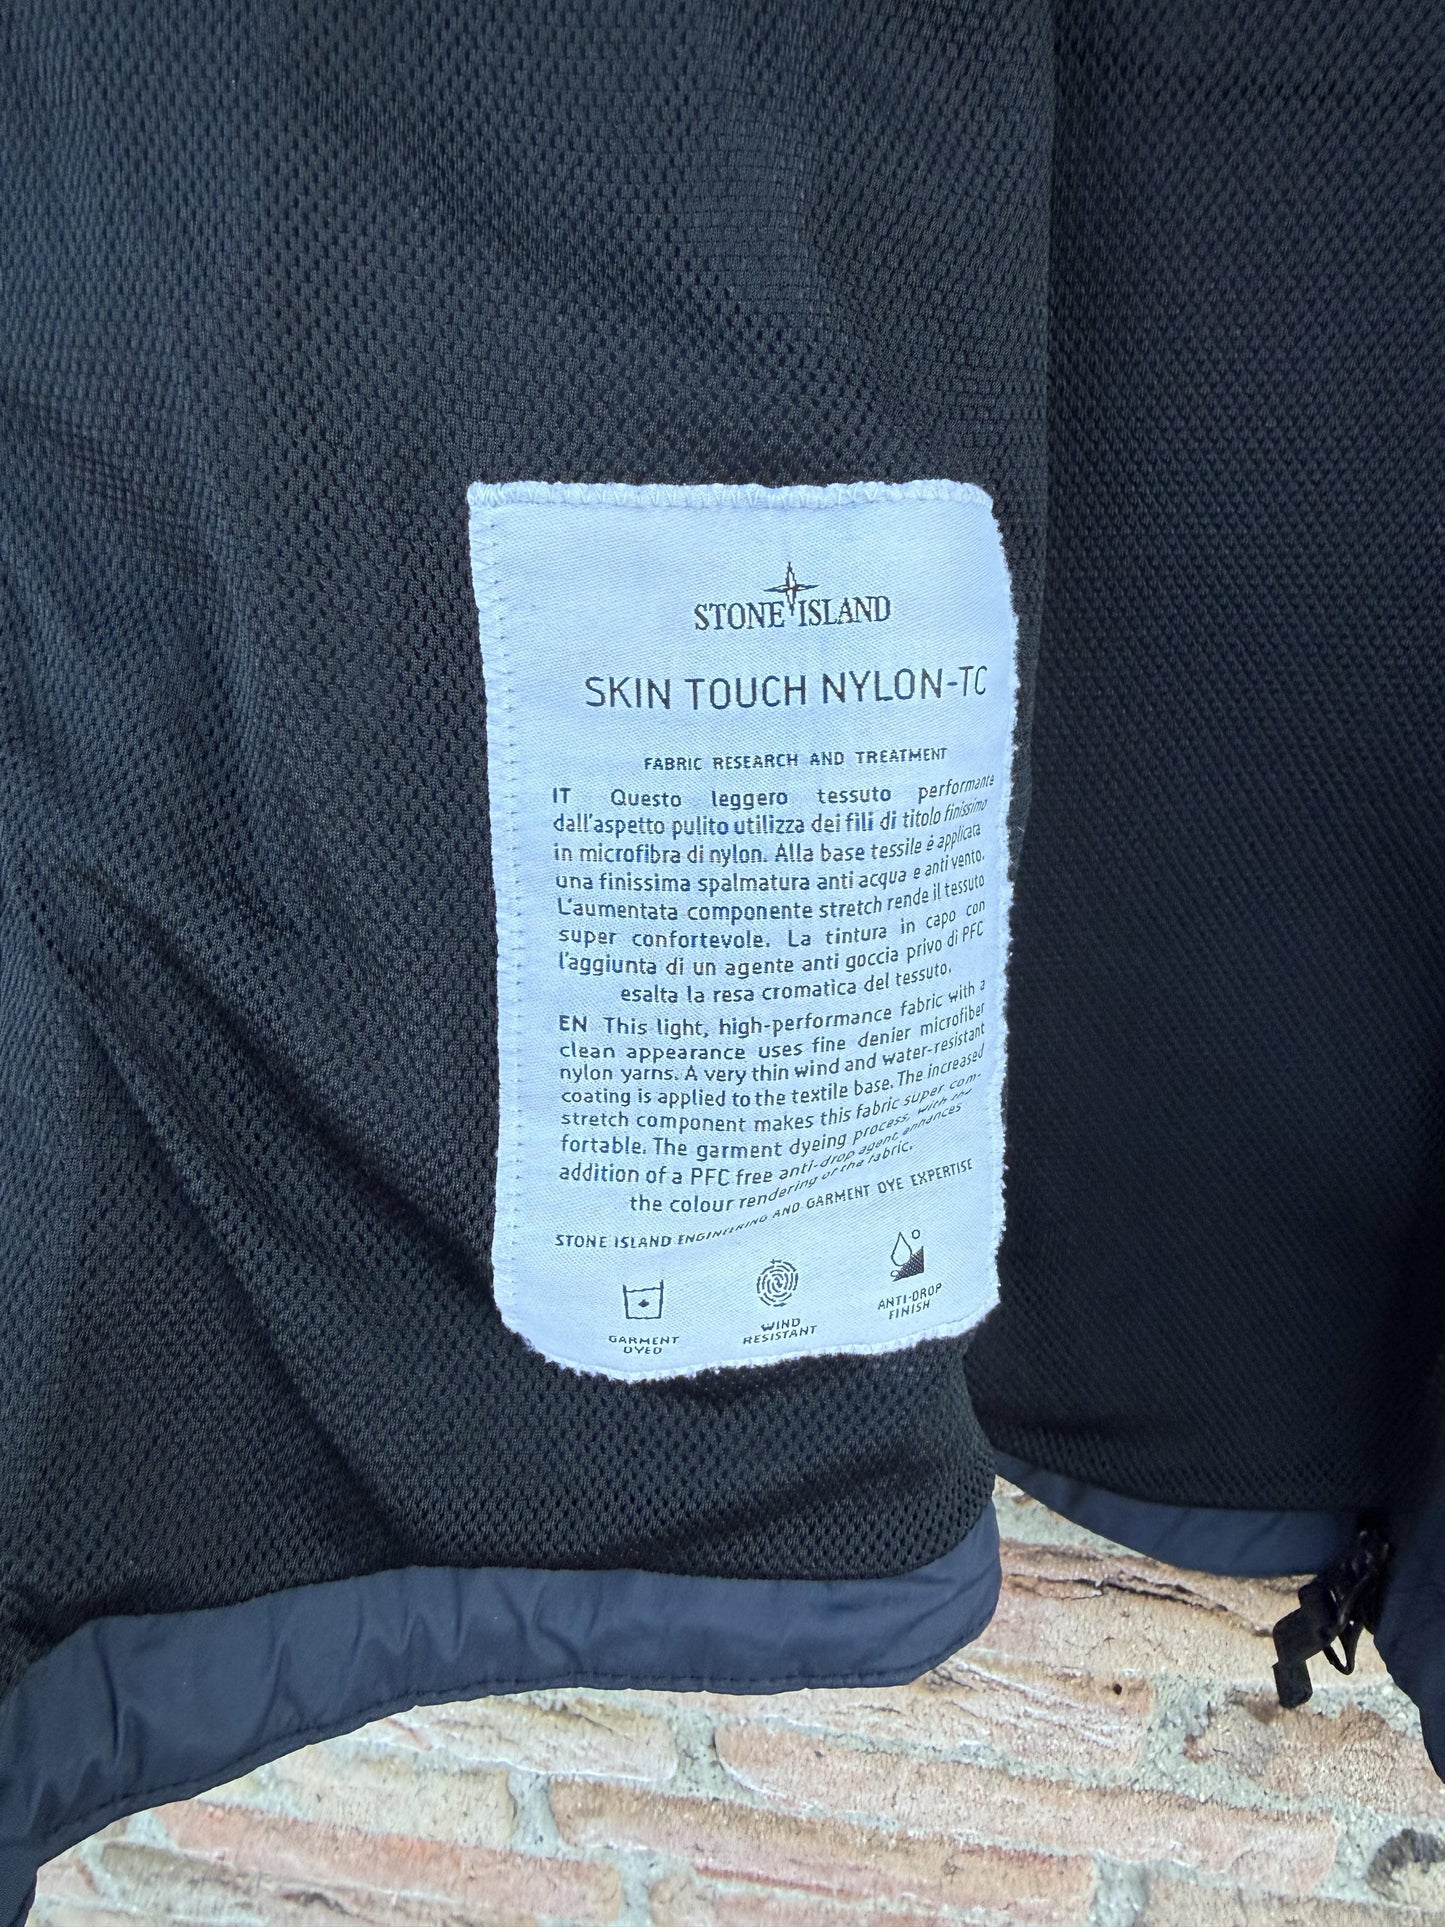 STONE ISLAND
SKIN TOUCH NYLON-TC
FABRIC RESEARCH AND TREATMENT
IT Questo leggero tessuto performante
dall'aspetto pulito utilizza dei fili di titolo finissimo
in microfibra di nylon. Alla base tessile è applicata
una finissima spalmatura anti acqua e anti vento.
L'aumentata componente stretch rende il tessuto
super confortevole. La tintura in capo con
l'aggiunta di un agente anti goccia privo di PFC
esalta la resa cromatica del tessuto.
EN This light, high-performance fabric with a
clean appearance uses fine denier microfiber
nylon yarns. A very thin wind and water-resistant
coating is applied to the textile base. The increased
stretch component makes this fabric super com-
fortable. The garment dyeing process, with the
addition of a PFC free anti-drop agent, enhances
the colour rendering of the fabric.
STONE ISLAND ENGINEERING AND GARMENT DYE EXPERTISE
GARMENT
DYED
WIND
RESISTANT
ANTI-DROP
FINISH